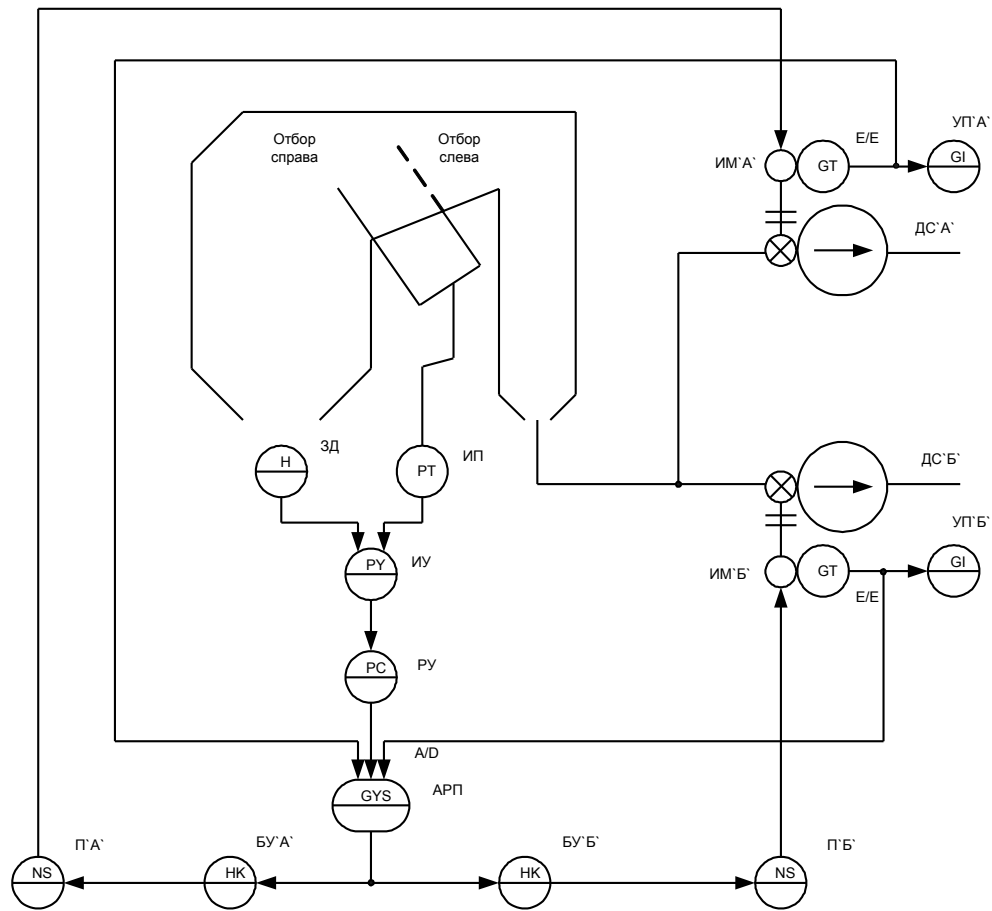 Отбор
справа
Отбор
слева
УП`А`
E/E
ИМ`А`
GT
GI
ДС`А`
ЗД
ИП
H
PT
ДС`Б`
УП`Б`
PY
ИУ
ИМ`Б`
GT
GI
E/E
PC
РУ
A/D
GYS
АРП
П`А`
БУ`А`
БУ`Б`
П`Б`
NS
HK
HK
NS